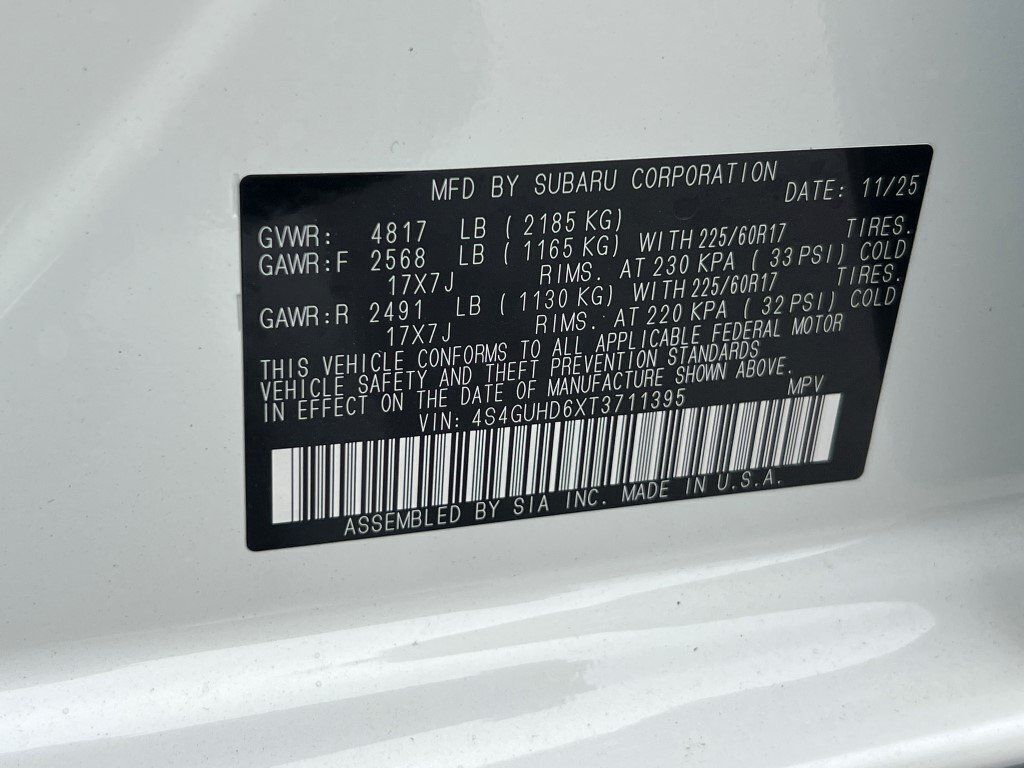 MFD BY SUBARU CORPORATION DATE: 11/25
GVWR: 4817 LB ( 2185 KG)
GAWR:F 2568 LB ( 1165 KG) WITH 225/60R17 TIRES.
17X7J RIMS. AT 230 KPA ( 33 PSI) COLD
GAWR:R 2491 LB ( 1130 KG) WITH 225/60R17 TIRES.
17X7J RIMS. AT 220 KPA ( 32 PSI) COLD
THIS VEHICLE CONFORMS TO ALL APPLICABLE FEDERAL MOTOR
VEHICLE SAFETY AND THEFT PREVENTION STANDARDS
IN EFFECT ON THE DATE OF MANUFACTURE SHOWN ABOVE.
VIN: 4S4GUHD6XT3711395 MPV
ASSEMBLED BY SIA INC. MADE IN U.S.A.